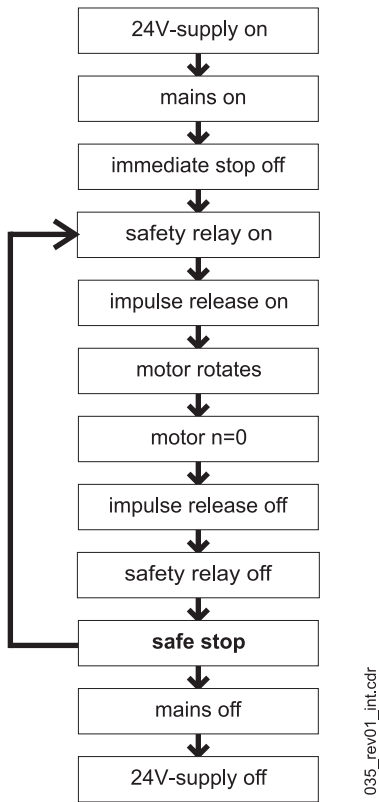 24V-supply on
mains on
immediate stop off
safety relay on
impulse release on
motor rotates
motor n=0
impulse release off
safety relay off
safe stop
mains off
24V-supply off
035_rev01_int.cdr